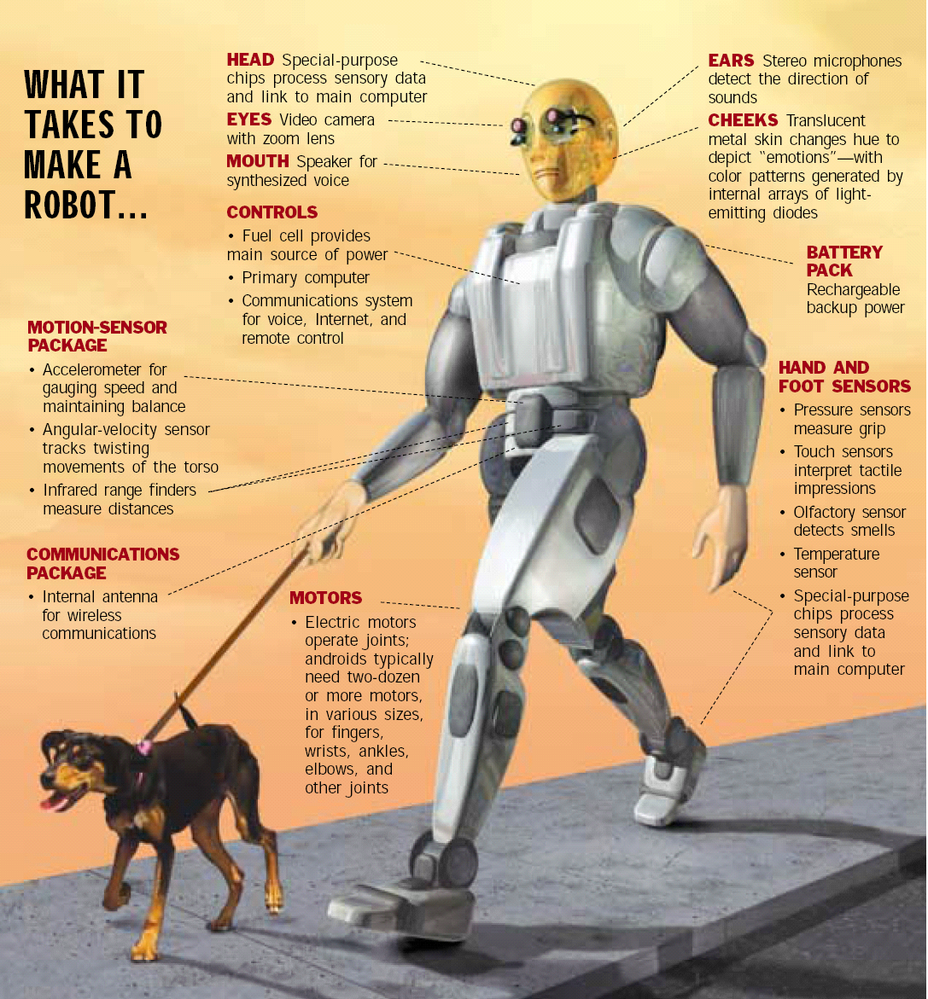 WHAT IT
TAKES TO
MAKE A
ROBOT...
HEAD Special-purpose
chips process sensory data
and link to main computer
EYES Video camera
with zoom lens
MOUTH Speaker for
synthesized voice
CONTROLS
• Fuel cell provides
main source of power
• Primary computer
• Communications system
for voice, Internet, and
remote control
EARS Stereo microphones
detect the direction of
sounds
CHEEKS Translucent
metal skin changes hue to
depict “emotions”—with
color patterns generated by
internal arrays of light-
emitting diodes
BATTERY
PACK
Rechargeable
backup power
MOTION-SENSOR
PACKAGE
• Accelerometer for
gauging speed and
maintaining balance
• Angular-velocity sensor
tracks twisting
movements of the torso
• Infrared range finders
measure distances
COMMUNICATIONS
PACKAGE
• Internal antenna
for wireless
communications
MOTORS
• Electric motors
operate joints;
androids typically
need two-dozen
or more motors,
in various sizes,
for fingers,
wrists, ankles,
elbows, and
other joints
HAND AND
FOOT SENSORS
• Pressure sensors
measure grip
• Touch sensors
interpret tactile
impressions
• Olfactory sensor
detects smells
• Temperature
sensor
• Special-purpose
chips process
sensory data
and link to
main computer